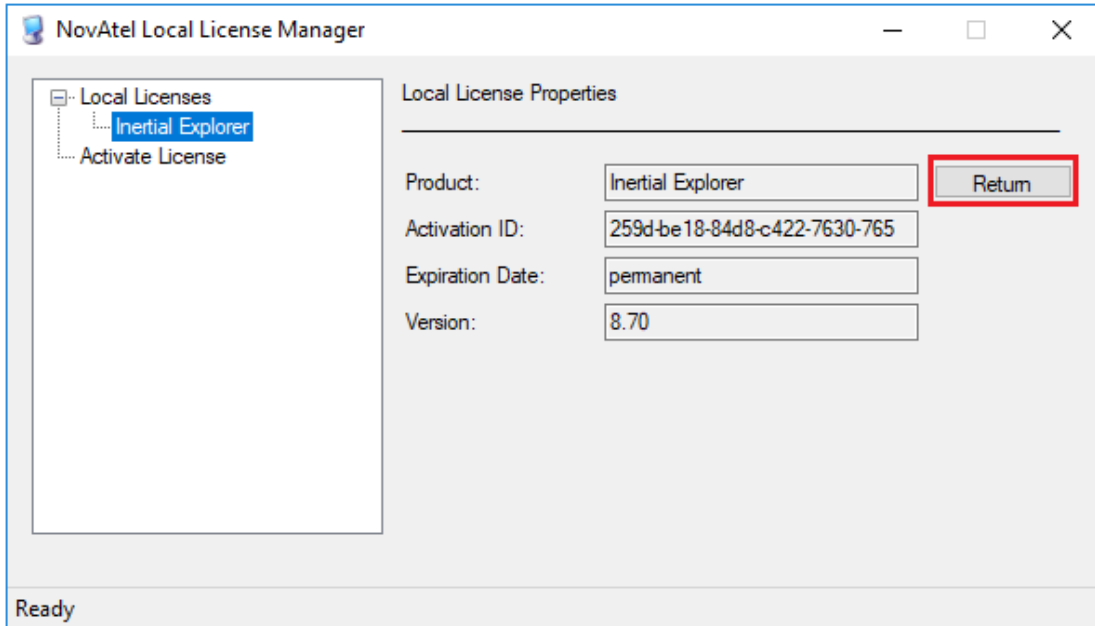 NovAtel Local License Manager
Local Licenses
Inertial Explorer
Activate License
Local License Properties
Product: Inertial Explorer Return
Activation ID: 259d-be18-84d8-c422-7630-765
Expiration Date: permanent
Version: 8.70
Ready